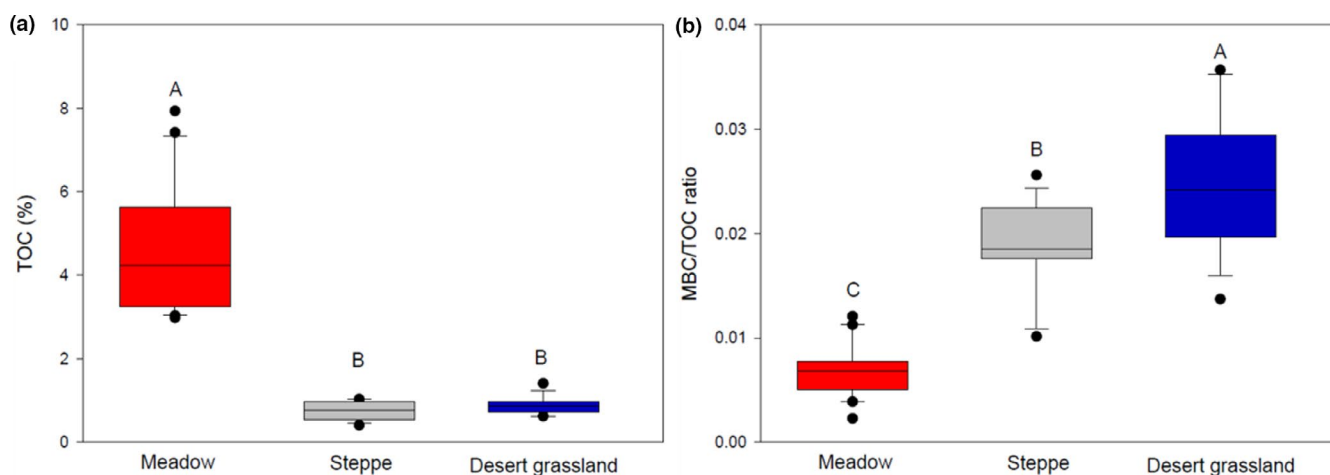 (a)
TOC (%)
10
8
6
4
2
0
A
B
B
Meadow
Steppe
Desert grassland
(b)
MBC/TOC ratio
0.04
0.03
0.02
0.01
0.00
C
B
A
Meadow
Steppe
Desert grassland